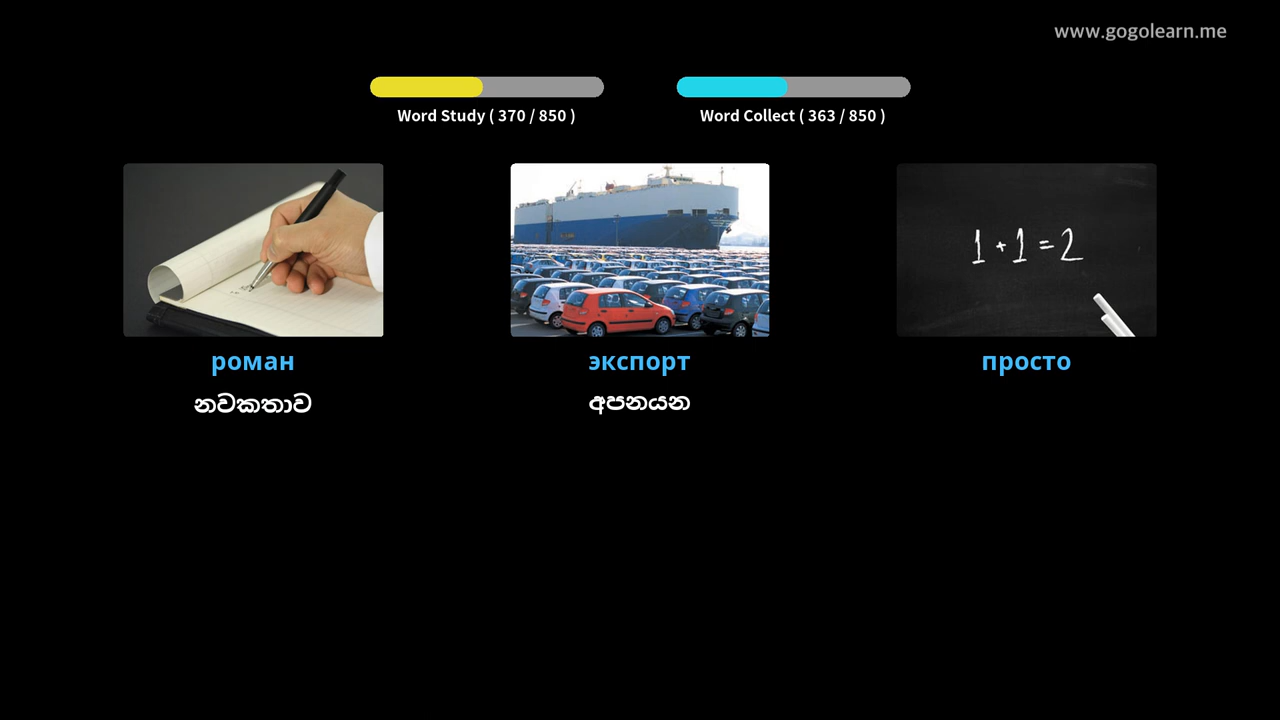 www.gogolearn.me
Word Study ( 370 / 850 )
Word Collect ( 363 / 850 )
1 + 1 = 2
роман
экспорт
просто
නවකතාව
අපනයන